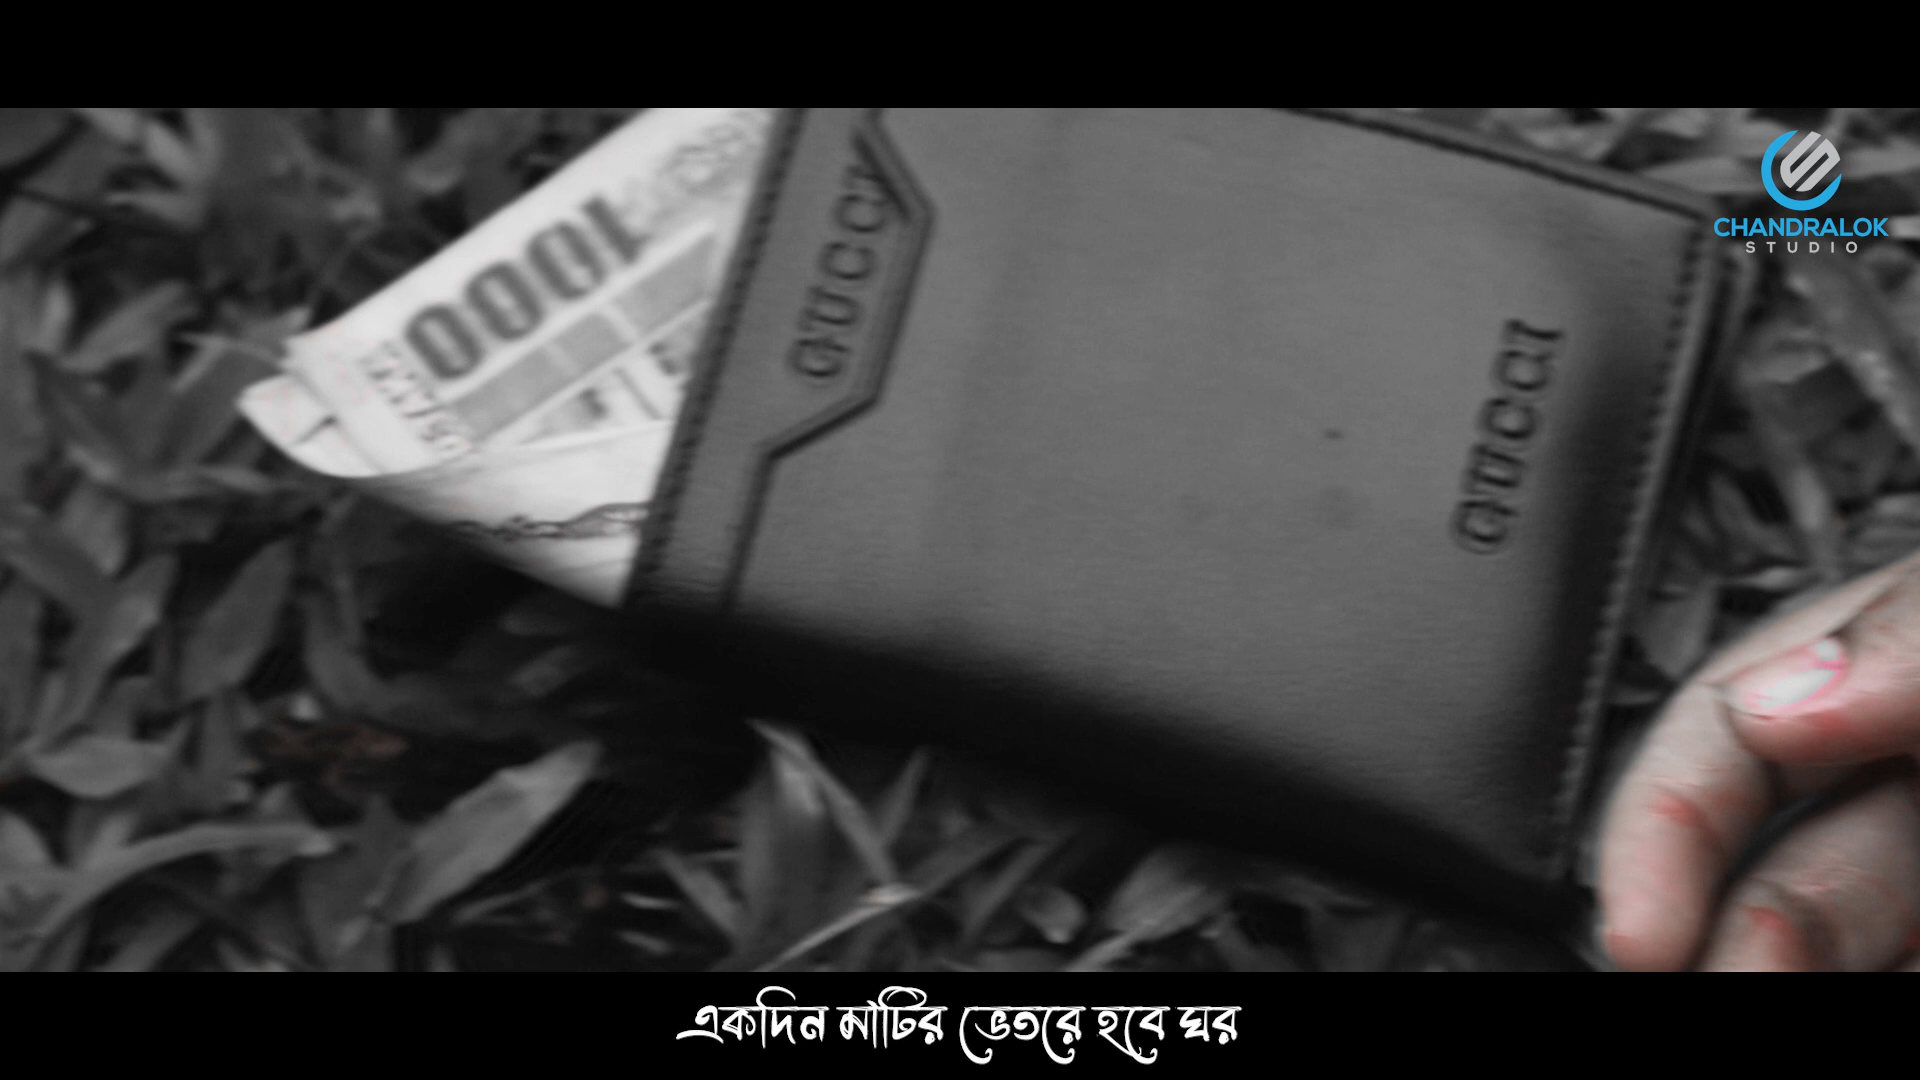 CHANDRALOK
STUDIO
1000
GUCCI
GUCCI
একদিন মাটির ভেতরে হবে ঘর